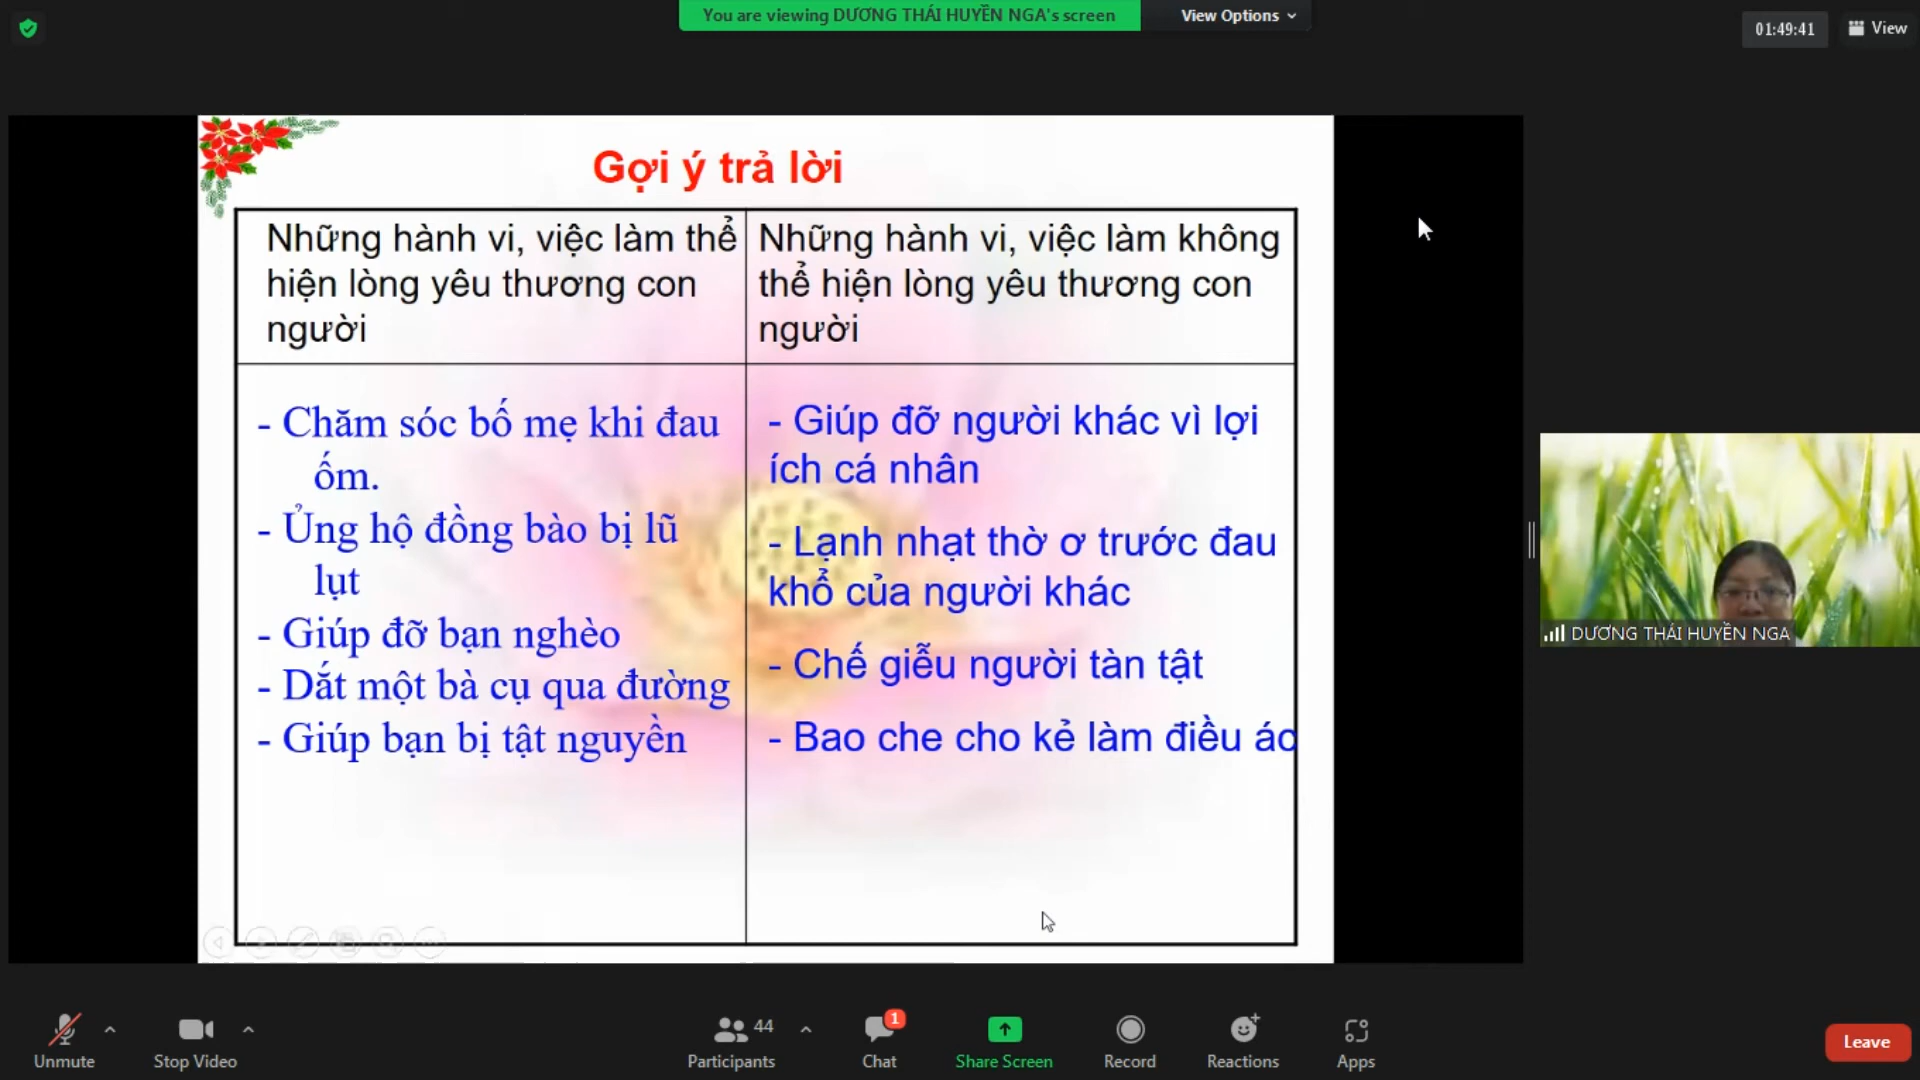 You are viewing DƯƠNG THÁI HUYỀN NGA's screen
View Options
01:49:41
View
Gợi ý trả lời
Những hành vi, việc làm thể
hiện lòng yêu thương con
người
Những hành vi, việc làm không
thể hiện lòng yêu thương con
người
- Chăm sóc bố mẹ khi đau
ốm.
- Ủng hộ đồng bào bị lũ
lụt
- Giúp đỡ bạn nghèo
- Dắt một bà cụ qua đường
- Giúp bạn bị tật nguyền
- Giúp đỡ người khác vì lợi
ích cá nhân
- Lạnh nhạt thờ ơ trước đau
khổ của người khác
- Chế giễu người tàn tật
- Bao che cho kẻ làm điều ác
DƯƠNG THÁI HUYỀN NGA
Unmute
Stop Video
44
Participants
1
Chat
Share Screen
Record
Reactions
Apps
Leave